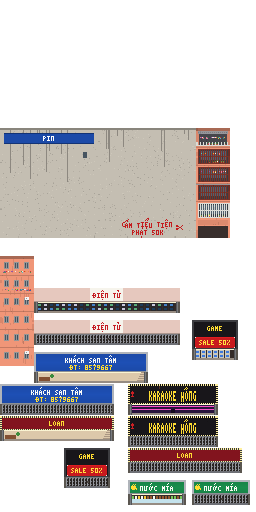 PIN
CẤM TIỂU TIỆN
PHẠT 50K
ĐIỆN TỬ
ĐIỆN TỬ
GAME
SALE 50%
KHÁCH SẠN TÂM
ĐT: 8579667
KHÁCH SẠN TÂM
ĐT: 8579667
KARAOKE HỒNG
LOAN
KARAOKE HỒNG
GAME
SALE 50%
LOAN
NƯỚC MÍA
NƯỚC MÍA